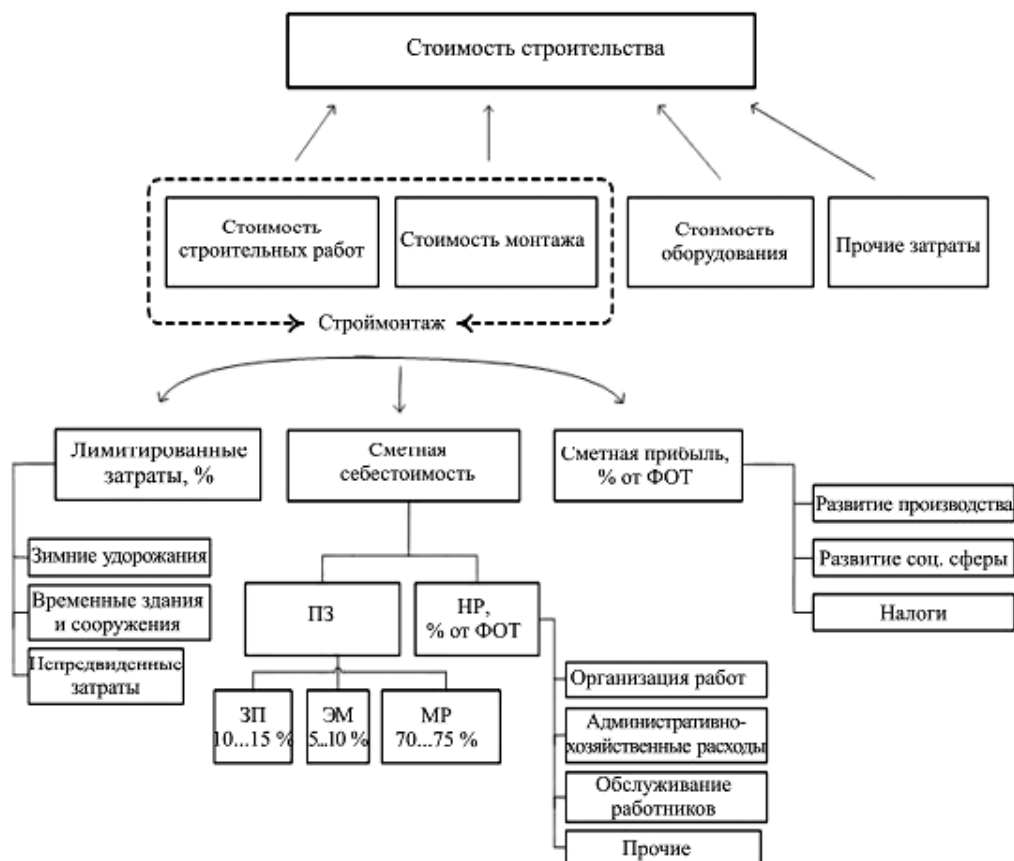 Стоимость строительства
Стоимость
строительных работ
Стоимость монтажа
Стоимость
оборудования
Прочие затраты
Строймонтаж
Лимитированные
затраты, %
Сметная
себестоимость
Сметная прибыль,
% от ФОТ
Зимние удорожания
Временные здания
и сооружения
Непредвиденные
затраты
ПЗ
НР,
% от ФОТ
ЗП
10...15 %
ЭМ
5..10 %
МР
70...75 %
Организация работ
Административно-
хозяйственные расходы
Обслуживание
работников
Прочие
Развитие производства
Развитие соц. сферы
Налоги